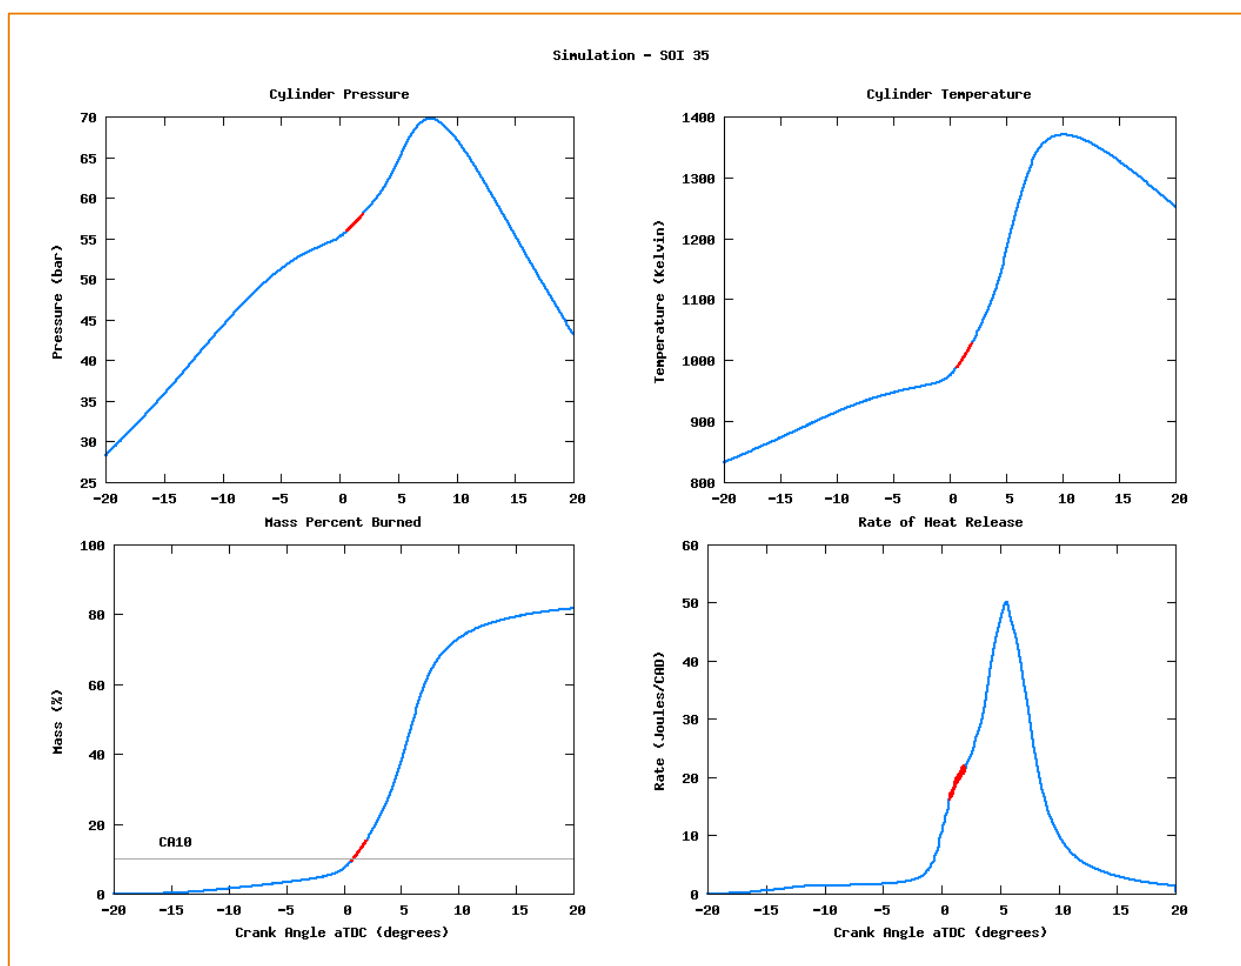 Simulation - SOI 35
Cylinder Pressure
70
65
60
55
50
45
40
35
30
25
Pressure (bar)
-20 -15 -10 -5 0 5 10 15 20
Cylinder Temperature
1400
1300
1200
1100
1000
900
800
Temperature (Kelvin)
-20 -15 -10 -5 0 5 10 15 20
Mass Percent Burned
100
80
60
40
20
0
Mass (%)
CA10
-20 -15 -10 -5 0 5 10 15 20
Crank Angle aTDC (degrees)
Rate of Heat Release
60
50
40
30
20
10
0
Rate (Joules/CAD)
-20 -15 -10 -5 0 5 10 15 20
Crank Angle aTDC (degrees)